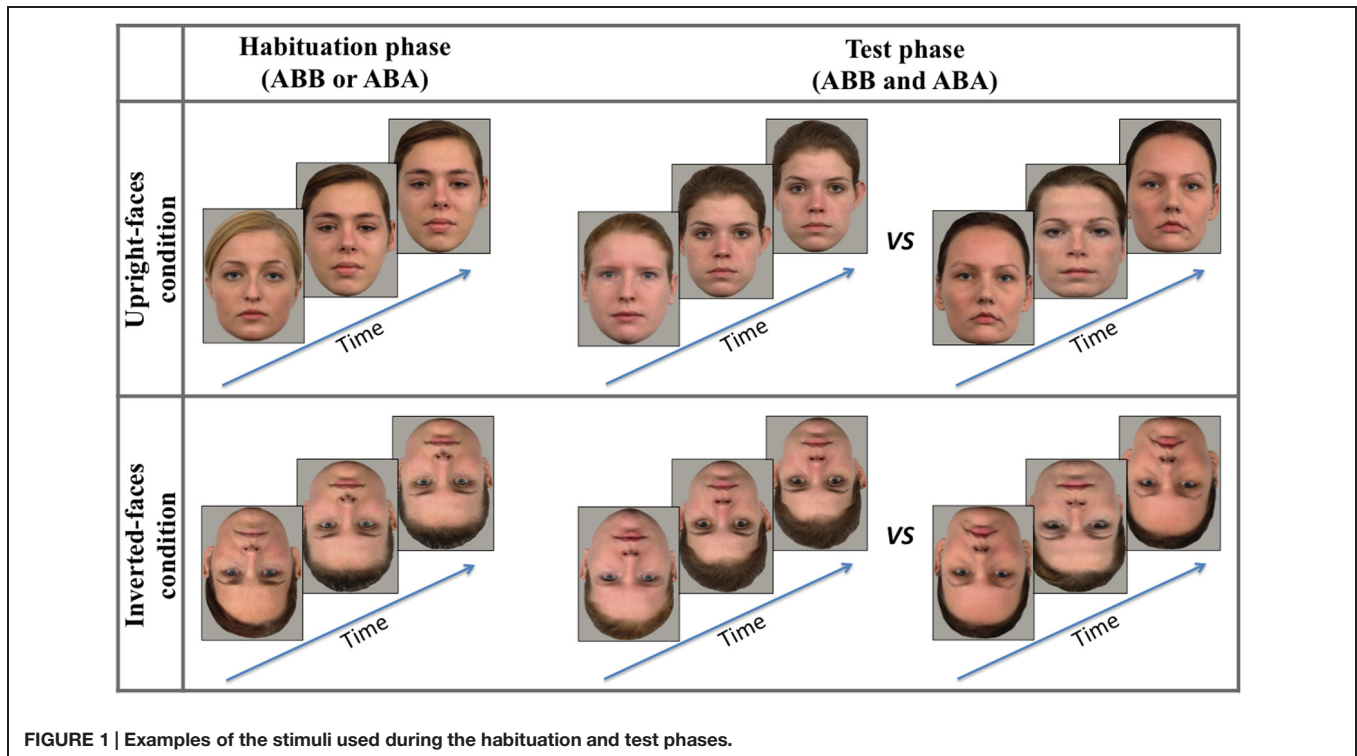 Habituation phase
(ABB or ABA)
Test phase
(ABB and ABA)
Upright-faces
condition
Time
Time
VS
Time
Inverted-faces
condition
Time
Time
VS
Time
FIGURE 1 | Examples of the stimuli used during the habituation and test phases.